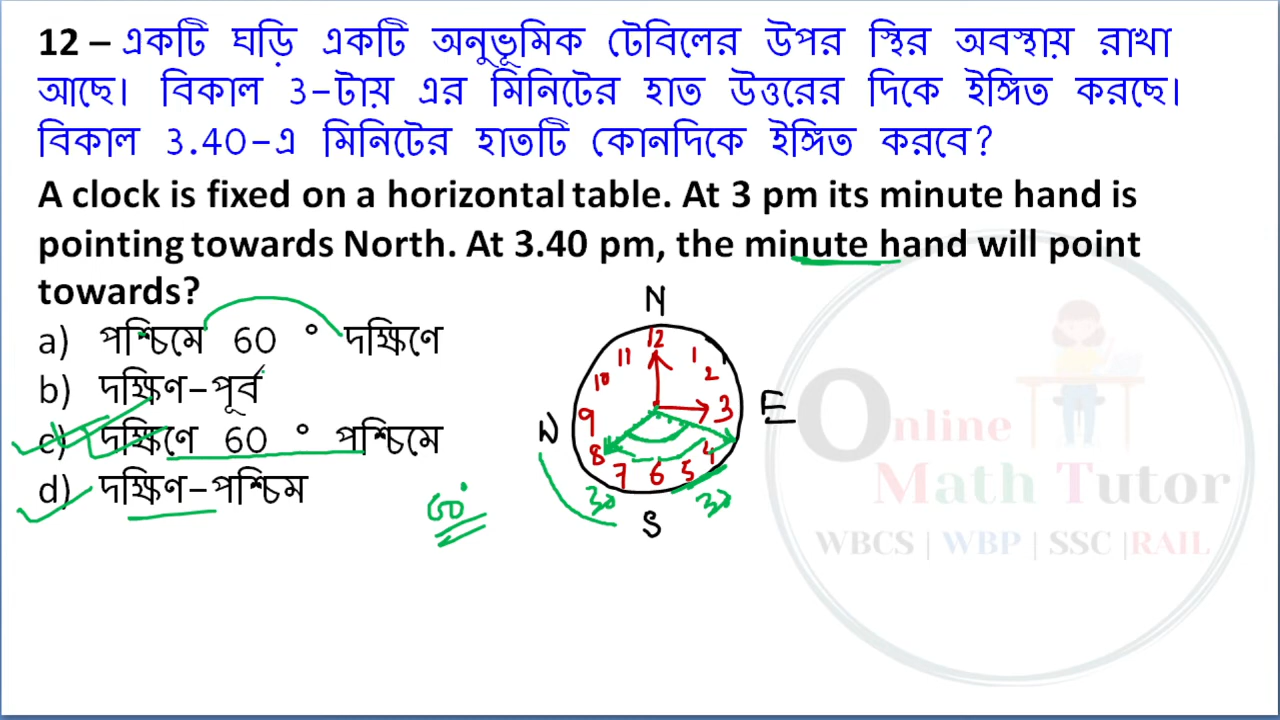 12 – একটি ঘড়ি একটি অনুভূমিক টেবিলের উপর স্থির অবস্থায় রাখা
আছে। বিকাল 3-টায় এর মিনিটের হাত উত্তরের দিকে ইঙ্গিত করছে।
বিকাল 3.40-এ মিনিটের হাতটি কোনদিকে ইঙ্গিত করবে?
A clock is fixed on a horizontal table. At 3 pm its minute hand is
pointing towards North. At 3.40 pm, the minute hand will point
towards?
a) পশ্চিমে 60 ° দক্ষিণে
b) দক্ষিণ-পূর্ব
c) দক্ষিণে 60 ° পশ্চিমে
d) দক্ষিণ-পশ্চিম
60°
N
12
11 1
10 2
9 3
W E
8 4
7 6 5
30 30
S
Online
Math Tutor
WBCS | WBP | SSC |RAIL